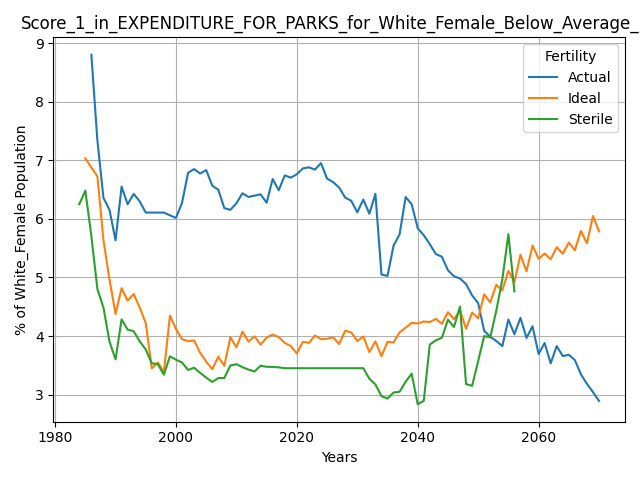 Score_1_in_EXPENDITURE_FOR_PARKS_for_White_Female_Below_Average_
9
8
7
6
5
4
3
% of White_Female Population
Fertility
Actual
Ideal
Sterile
1980
2000
2020
2040
2060
Years